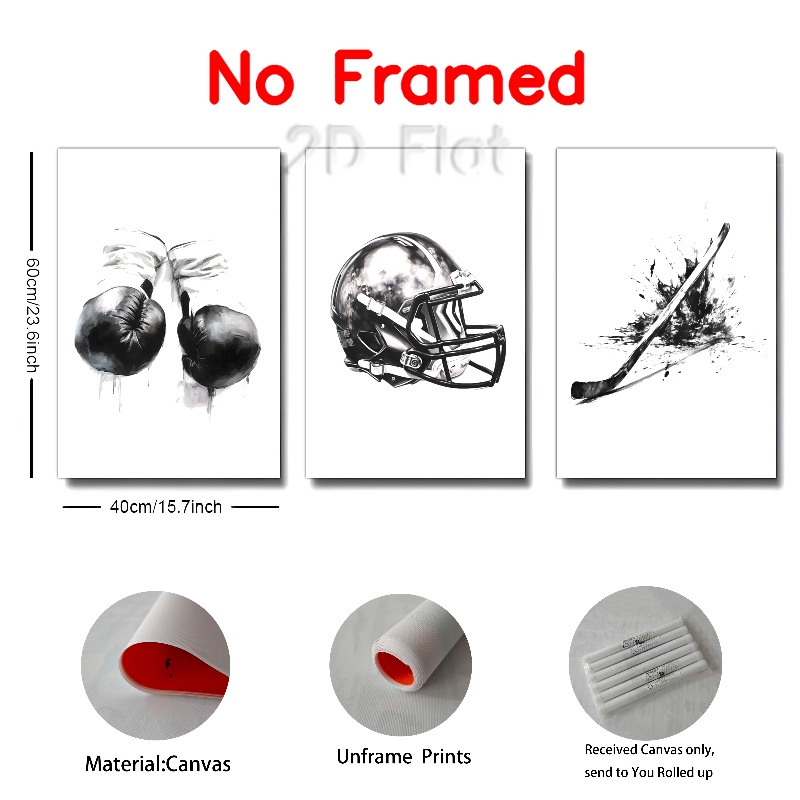 No Framed
2D Flat
60cm/23.6inch
40cm/15.7inch
Material:Canvas
Unframe Prints
Received Canvas only,
send to You Rolled up